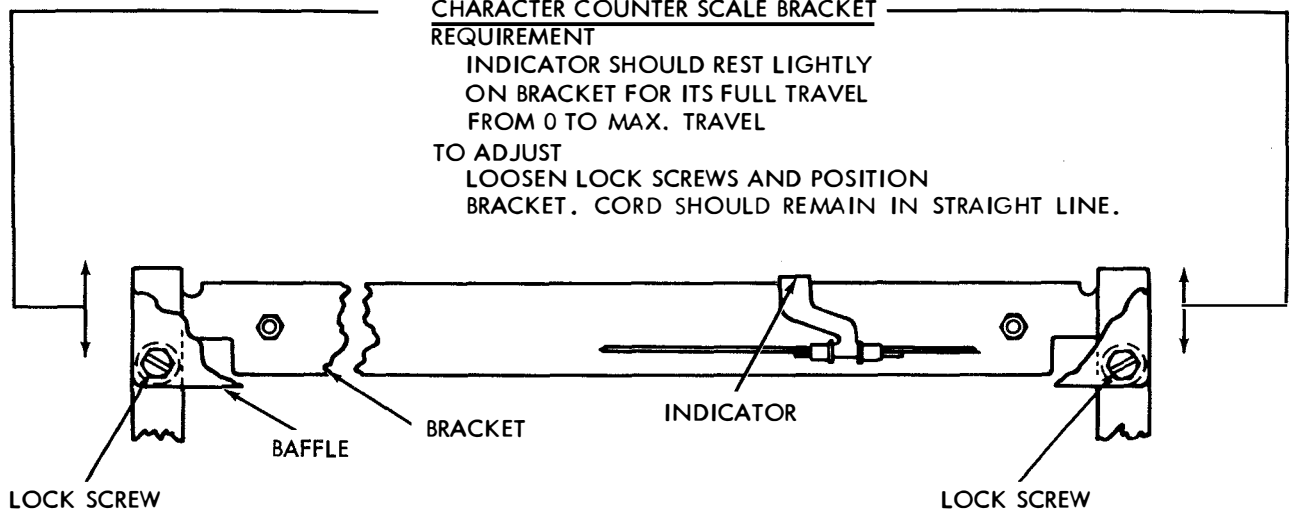 CHARACTER COUNTER SCALE BRACKET
REQUIREMENT
INDICATOR SHOULD REST LIGHTLY
ON BRACKET FOR ITS FULL TRAVEL
FROM 0 TO MAX. TRAVEL
TO ADJUST
LOOSEN LOCK SCREWS AND POSITION
BRACKET. CORD SHOULD REMAIN IN STRAIGHT LINE.
INDICATOR
BRACKET
BAFFLE
LOCK SCREW
LOCK SCREW